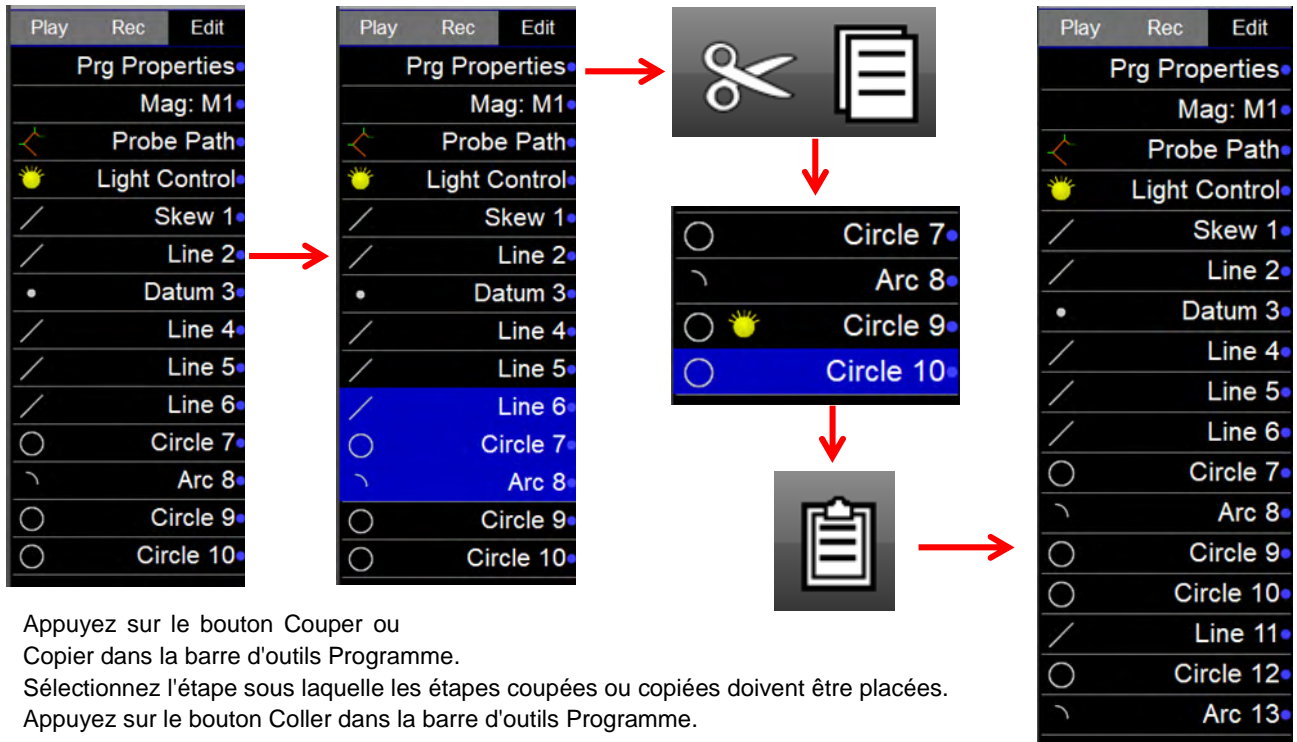 Play Rec Edit
Prg Properties
Mag: M1
Probe Path
Light Control
Skew 1
Line 2
Datum 3
Line 4
Line 5
Line 6
Circle 7
Arc 8
Circle 9
Circle 10
Play Rec Edit
Prg Properties
Mag: M1
Probe Path
Light Control
Skew 1
Line 2
Datum 3
Line 4
Line 5
Line 6
Circle 7
Arc 8
Circle 9
Circle 10
Circle 7
Arc 8
Circle 9
Circle 10
Play Rec Edit
Prg Properties
Mag: M1
Probe Path
Light Control
Skew 1
Line 2
Datum 3
Line 4
Line 5
Line 6
Circle 7
Arc 8
Circle 9
Circle 10
Line 11
Circle 12
Arc 13
Appuyez sur le bouton Couper ou
Copier dans la barre d'outils Programme.
Sélectionnez l'étape sous laquelle les étapes coupées ou copiées doivent être placées.
Appuyez sur le bouton Coller dans la barre d'outils Programme.